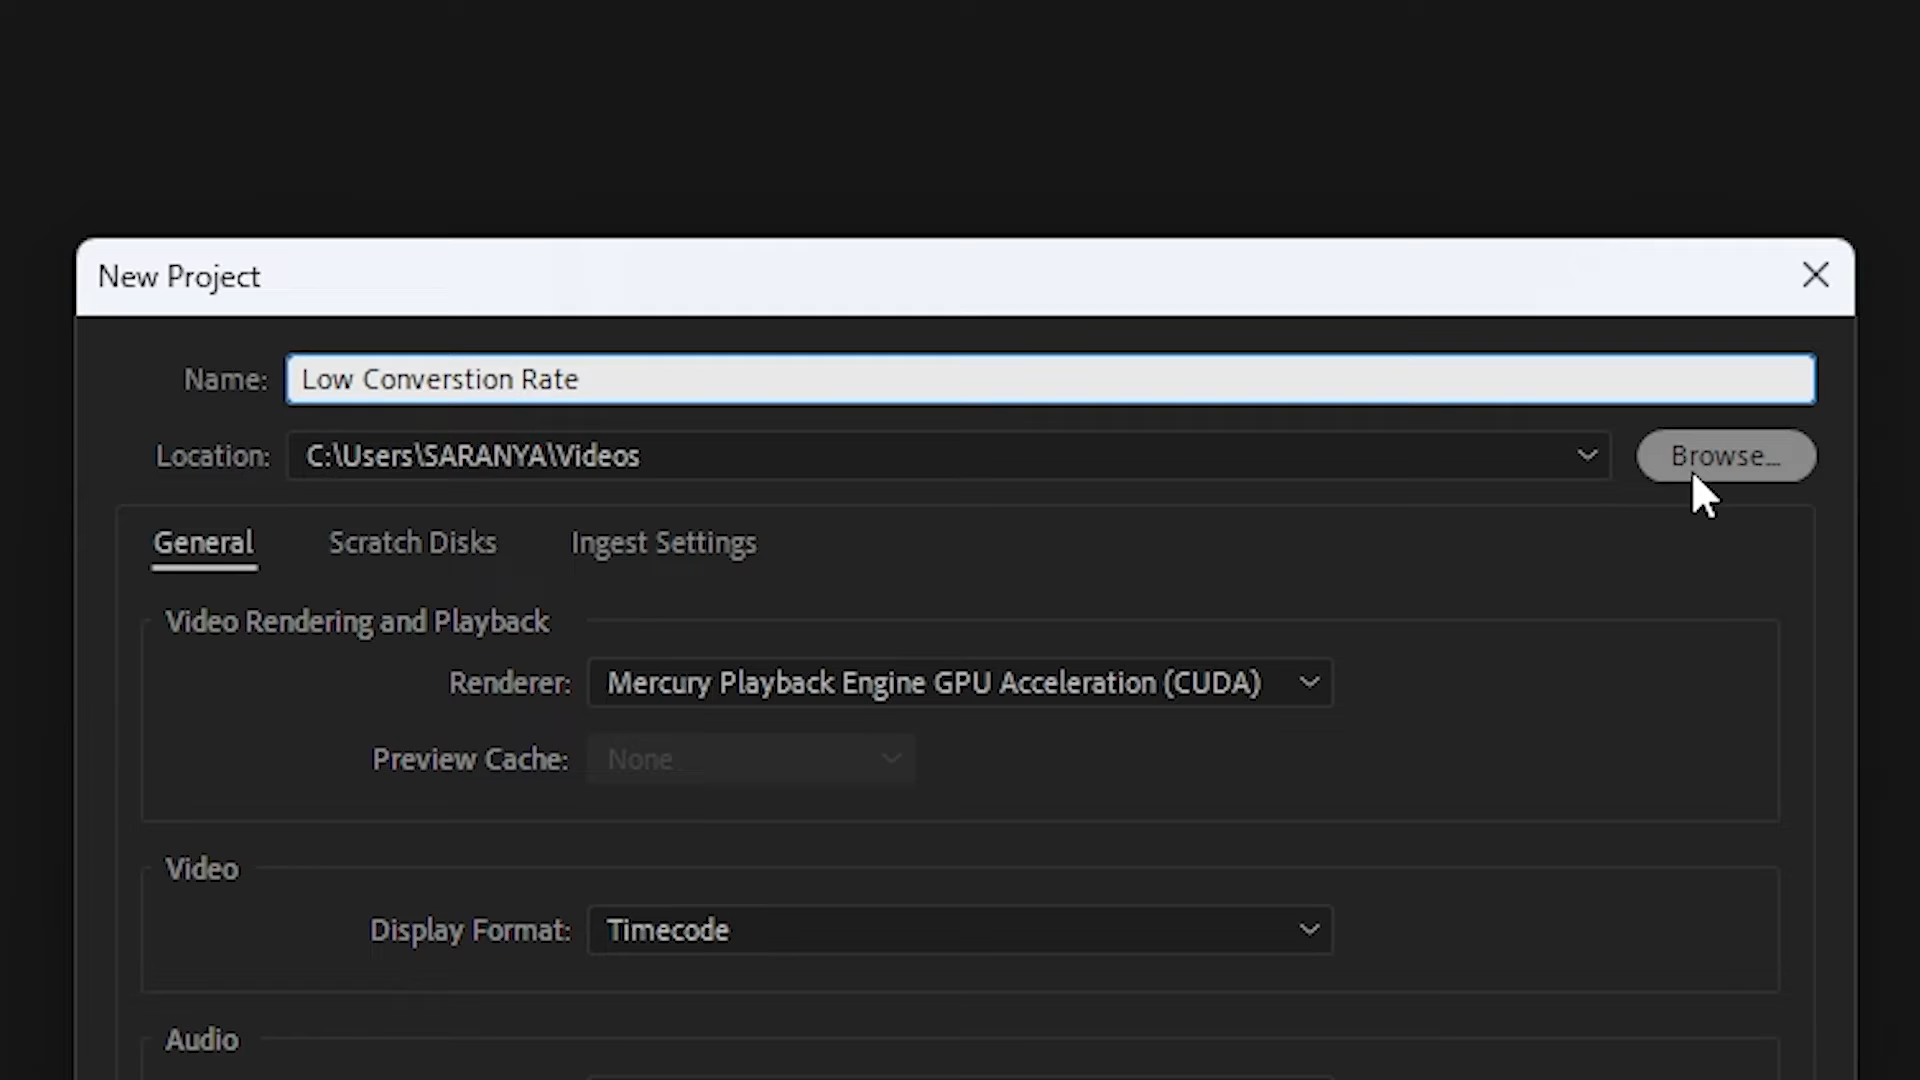 New Project
Name: Low Converstion Rate
Location: C:\Users\SARANYA\Videos Browse...
General Scratch Disks Ingest Settings
Video Rendering and Playback
Renderer: Mercury Playback Engine GPU Acceleration (CUDA)
Preview Cache: None
Video
Display Format: Timecode
Audio